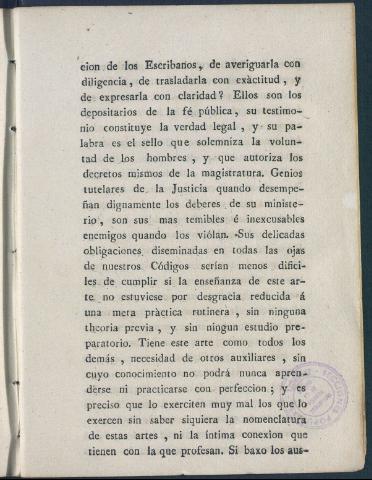 cion de los Escribanos, de averiguarla con
diligencia, de trasladarla con exàctitud, y
de expresarla con claridad? Ellos son los
depositarios de la fé pública, su testimo-
nio constituye la verdad legal, y su pa-
labra es el sello que solemniza la volun-
tad de los hombres, y que autoriza los
decretos mismos de la magistratura. Genios
tutelares de la Justicia quando desempe-
ñan dignamente los deberes de su ministe-
rio, son sus mas temibles é inexcusables
enemigos quando los viólan. Sus delicadas
obligaciones diseminadas en todas las ojas
de nuestros Códigos serían menos dificí-
les de cumplir si la enseñanza de este ar-
te no estuviese por desgracia reducida á
una mera pràctica rutinera, sin ninguna
theoria previa, y sin ningun estudio pre-
paratorio. Tiene este arte como todos los
demás, necesidad de otros auxiliares, sin
cuyo conocimiento no podrá nunca apren-
derse ni practicarse con perfeccion; y es
preciso que lo exerciten muy mal los que lo
exercen sin saber siquiera la nomenclatura
de estas artes, ni la íntima conexion que
tienen con la que profesan. Si baxo los aus-